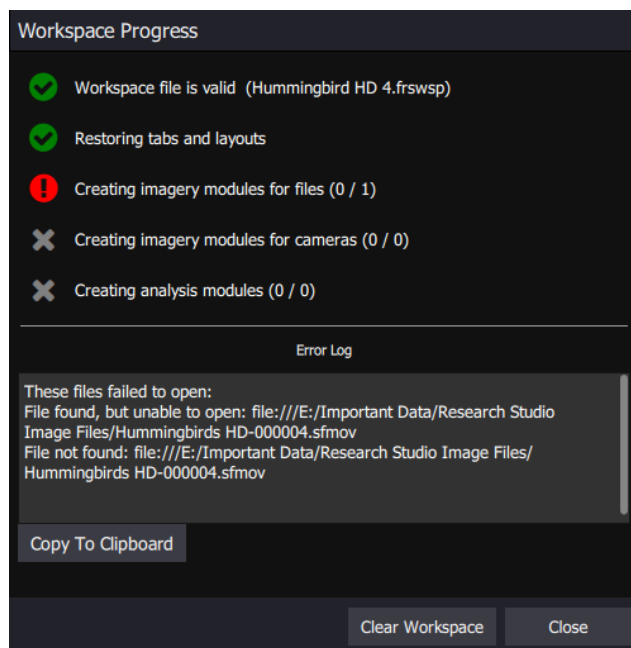 Workspace Progress
Workspace file is valid  (Hummingbird HD 4.frswsp)
Restoring tabs and layouts
Creating imagery modules for files (0 / 1)
Creating imagery modules for cameras (0 / 0)
Creating analysis modules (0 / 0)
Error Log
These files failed to open:
File found, but unable to open: file:///E:/Important Data/Research Studio
Image Files/Hummingbirds HD-000004.sfmov
File not found: file:///E:/Important Data/Research Studio Image Files/
Hummingbirds HD-000004.sfmov
Copy To Clipboard
Clear Workspace
Close